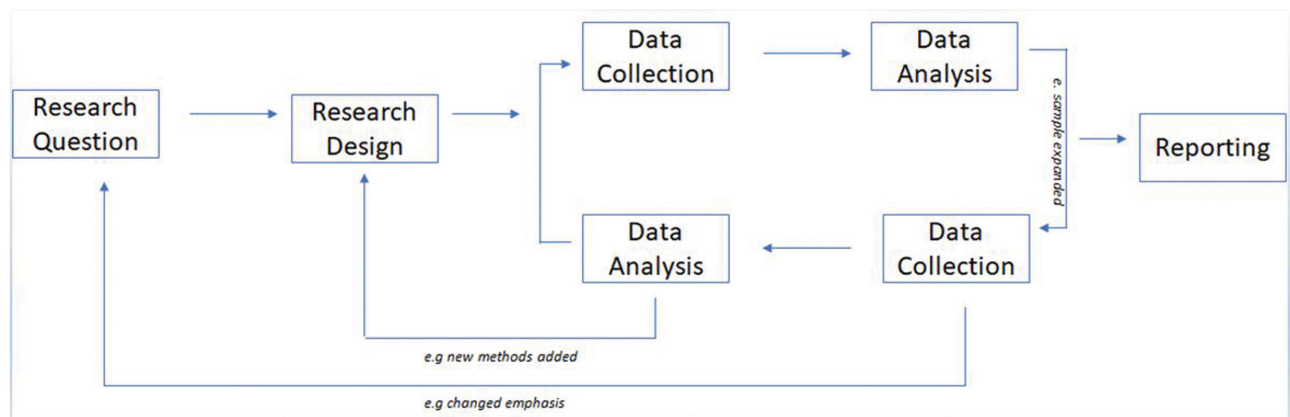 Research
Question
Research
Design
Data
Collection
Data
Analysis
e. sample expanded
Reporting
Data
Analysis
Data
Collection
e.g new methods added
e.g changed emphasis